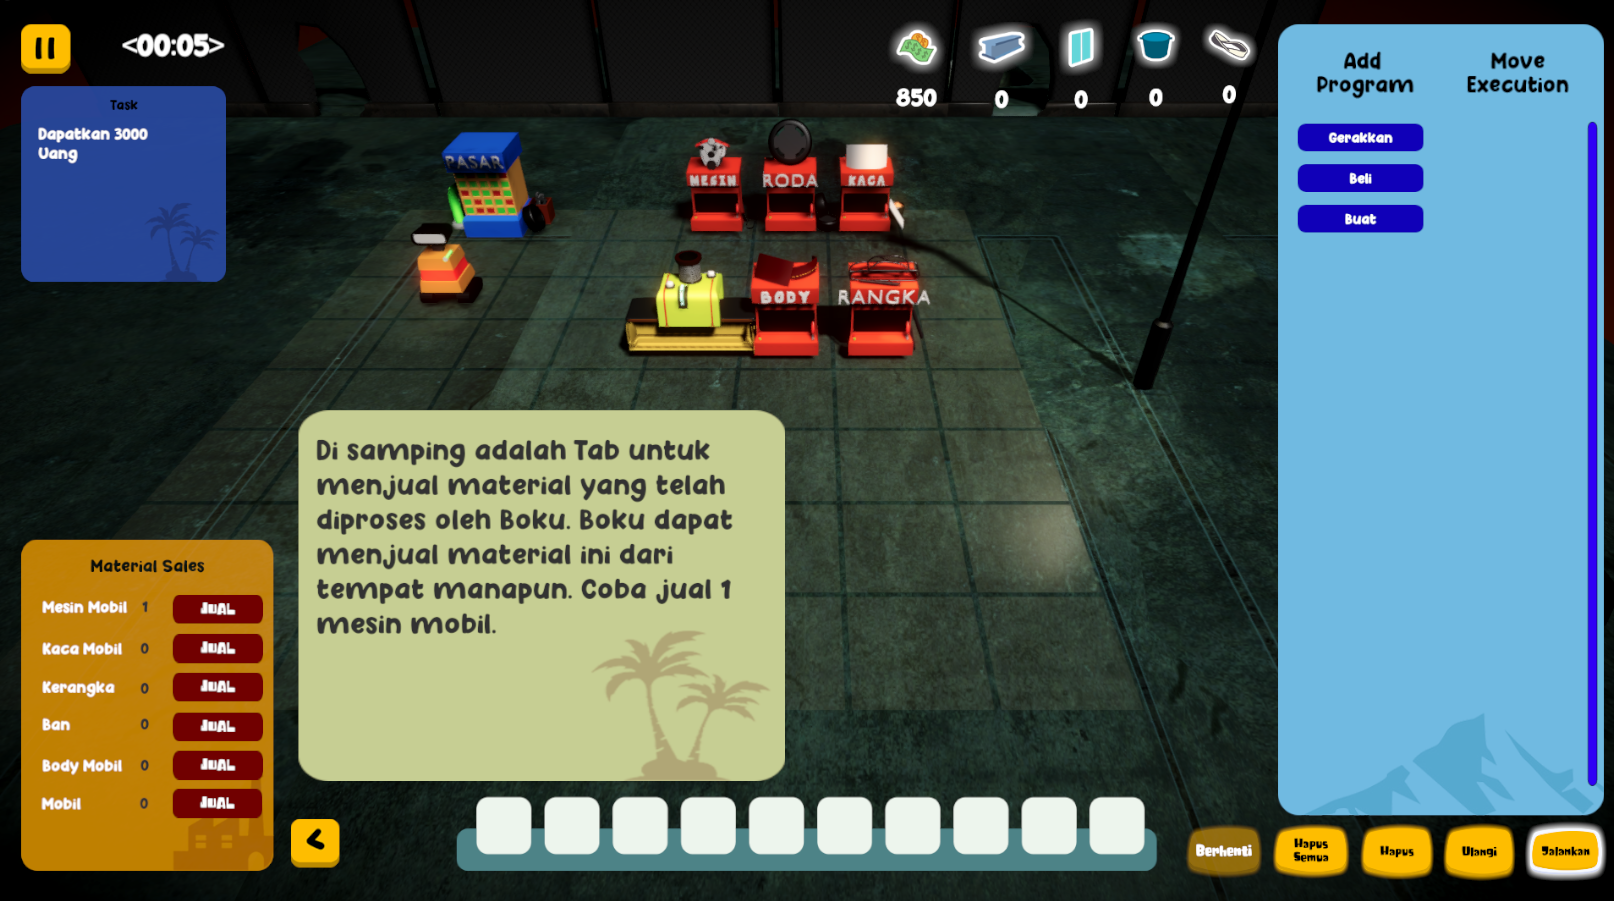 <00:05>
850
0
0
0
0
Task
Dapatkan 3000
Uang
PASAR
MESIN
RODA
KACA
BODY
RANGKA
Di samping adalah Tab untuk
menjual material yang telah
diproses oleh Boku. Boku dapat
menjual material ini dari
tempat manapun. Coba jual 1
mesin mobil.
Material Sales
Mesin Mobil 1 JUAL
Kaca Mobil 0 JUAL
Kerangka 0 JUAL
Ban 0 JUAL
Body Mobil 0 JUAL
Mobil 0 JUAL
<
Add
Program
Move
Execution
Gerakkan
Beli
Buat
Berhenti
Hapus
Semua
Hapus
Ulangi
Jalankan